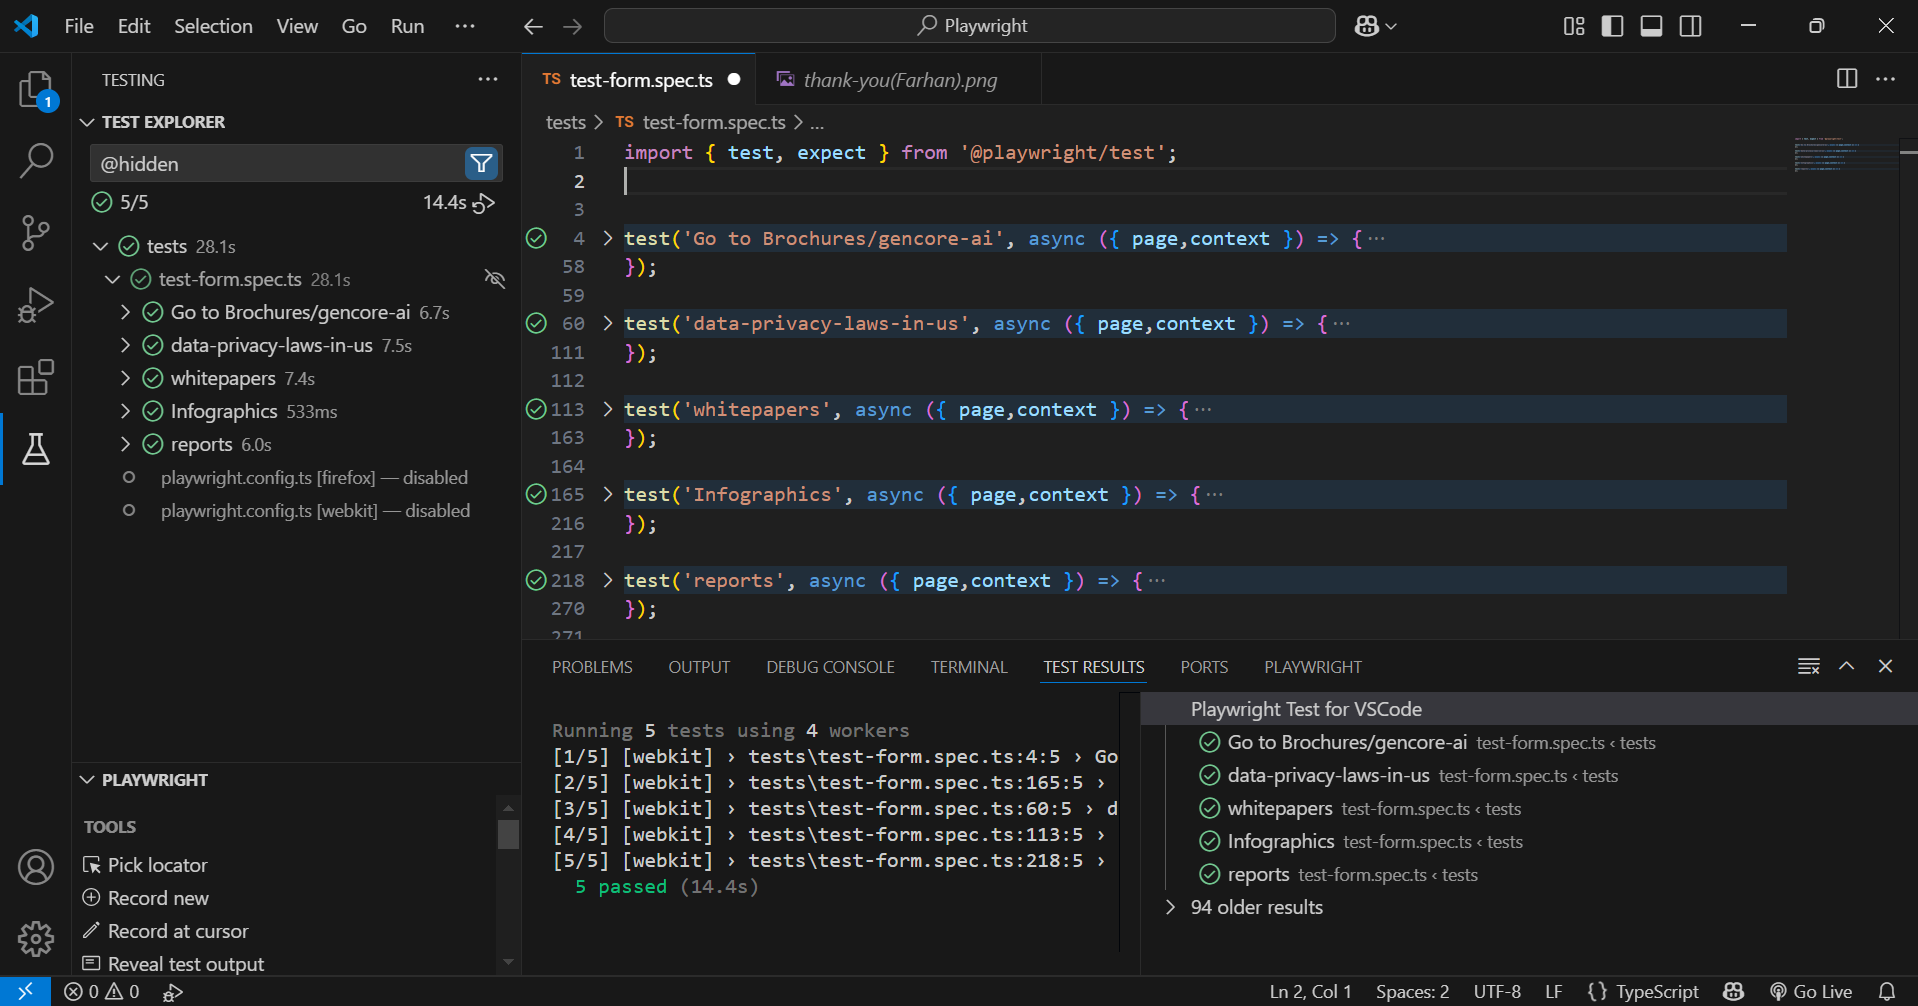 File Edit Selection View Go Run ···
Playwright
TESTING
TEST EXPLORER
@hidden
5/5 14.4s
tests 28.1s
test-form.spec.ts 28.1s
Go to Brochures/gencore-ai 6.7s
data-privacy-laws-in-us 7.5s
whitepapers 7.4s
Infographics 533ms
reports 6.0s
playwright.config.ts [firefox] — disabled
playwright.config.ts [webkit] — disabled
PLAYWRIGHT
TOOLS
Pick locator
Record new
Record at cursor
Reveal test output
1
TS test-form.spec.ts
thank-you(Farhan).png
tests > TS test-form.spec.ts > ...
1 import { test, expect } from '@playwright/test';
2
3
4 > test('Go to Brochures/gencore-ai', async ({ page,context }) => {···
58 });
59
60 > test('data-privacy-laws-in-us', async ({ page,context }) => {···
111 });
112
113 > test('whitepapers', async ({ page,context }) => {···
163 });
164
165 > test('Infographics', async ({ page,context }) => {···
216 });
217
218 > test('reports', async ({ page,context }) => {···
270 });
271
PROBLEMS OUTPUT DEBUG CONSOLE TERMINAL TEST RESULTS PORTS PLAYWRIGHT
Running 5 tests using 4 workers
[1/5] [webkit] › tests\test-form.spec.ts:4:5 › Go
[2/5] [webkit] › tests\test-form.spec.ts:165:5 ›
[3/5] [webkit] › tests\test-form.spec.ts:60:5 › d
[4/5] [webkit] › tests\test-form.spec.ts:113:5 ›
[5/5] [webkit] › tests\test-form.spec.ts:218:5 ›
5 passed (14.4s)
Playwright Test for VSCode
Go to Brochures/gencore-ai test-form.spec.ts ‹ tests
data-privacy-laws-in-us test-form.spec.ts ‹ tests
whitepapers test-form.spec.ts ‹ tests
Infographics test-form.spec.ts ‹ tests
reports test-form.spec.ts ‹ tests
94 older results
0 0
Ln 2, Col 1 Spaces: 2 UTF-8 LF {} TypeScript Go Live